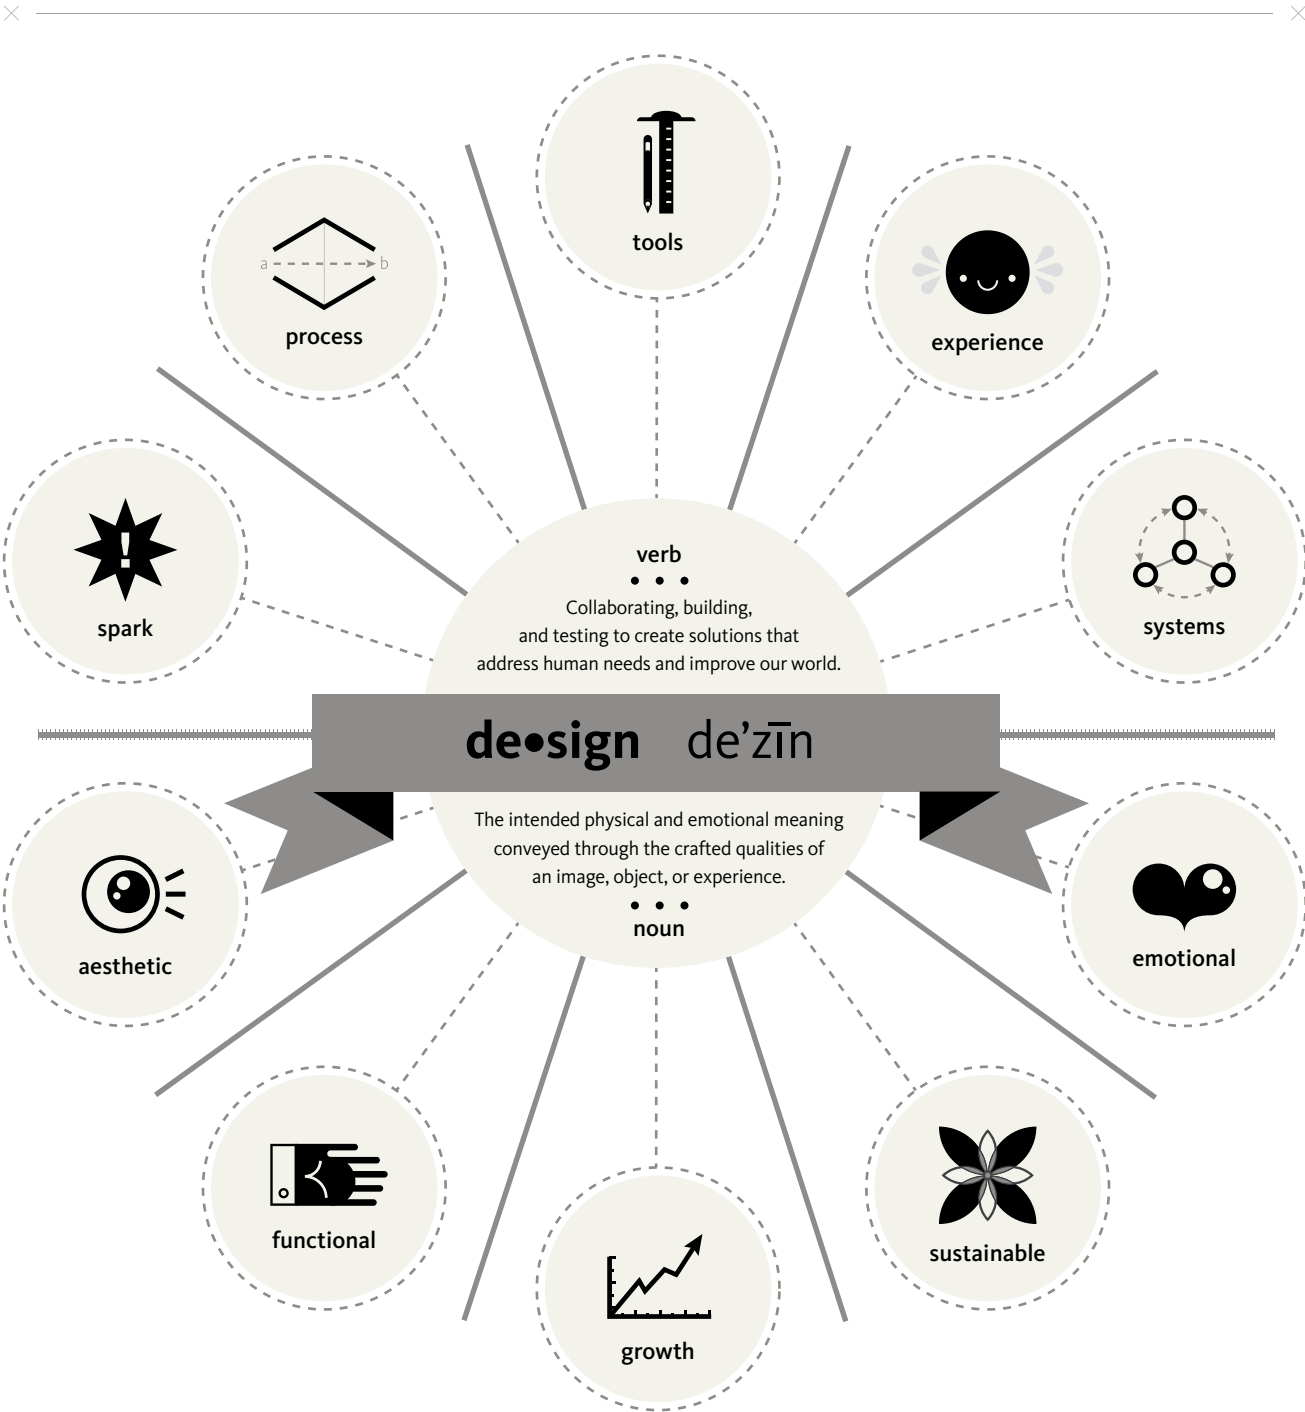 tools
process
a
b
experience
spark
!
systems
verb
• • •
Collaborating, building,
and testing to create solutions that
address human needs and improve our world.
de•sign de’zīn
The intended physical and emotional meaning
conveyed through the crafted qualities of
an image, object, or experience.
• • •
noun
aesthetic
emotional
functional
sustainable
growth